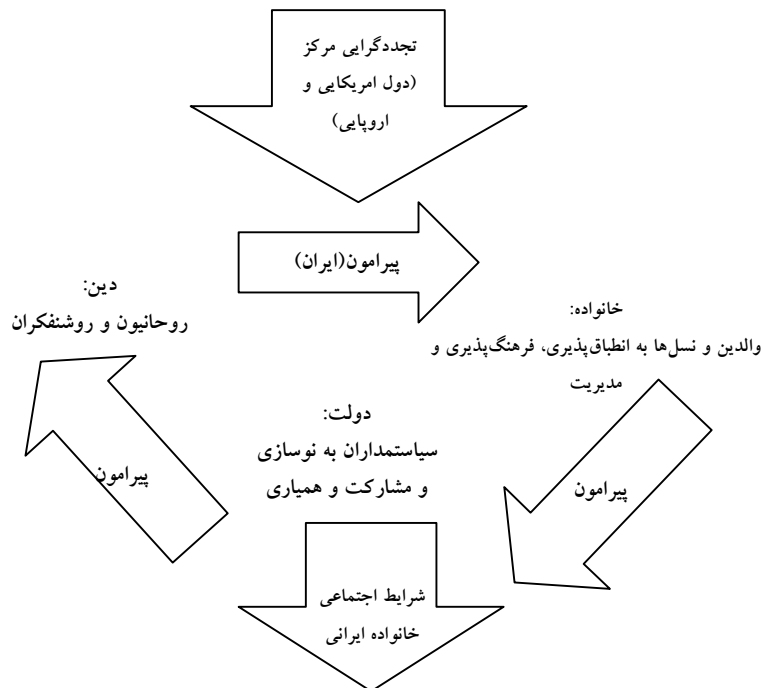 تجددگرایی مرکز
(دول امریکایی و
اروپایی)
پیرامون(ایران)
دین:
روحانیون و روشنفکران
خانواده:
والدین و نسل‌ها به انطباق‌پذیری، فرهنگ‌پذیری و
مدیریت
دولت:
سیاستمداران به نوسازی
و مشارکت و همیاری
پیرامون
پیرامون
شرایط اجتماعی
خانواده ایرانی